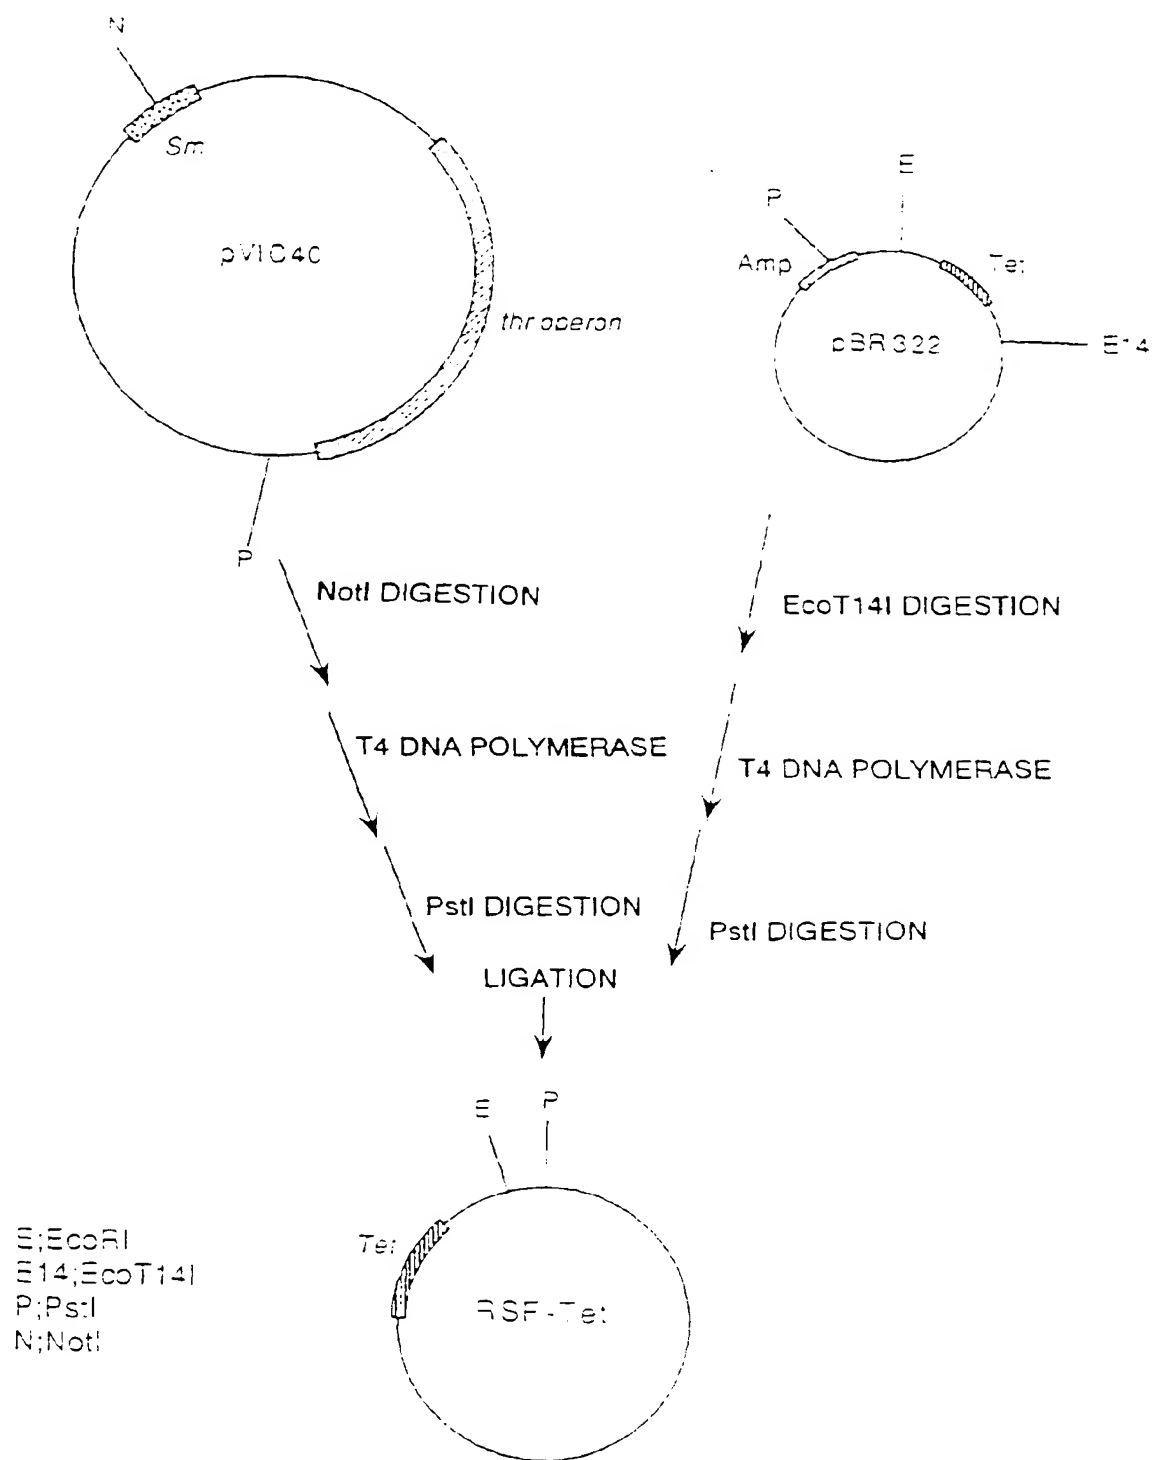 N
Sm
pVIC40
thr operon
P
E
P
Amp
Tet
pBR322
E14
NotI DIGESTION
EcoT14I DIGESTION
T4 DNA POLYMERASE
T4 DNA POLYMERASE
PstI DIGESTION
PstI DIGESTION
LIGATION
E
P
Tet
RSF-Tet
E;EcoRI
E14;EcoT14I
P;PstI
N;NotI